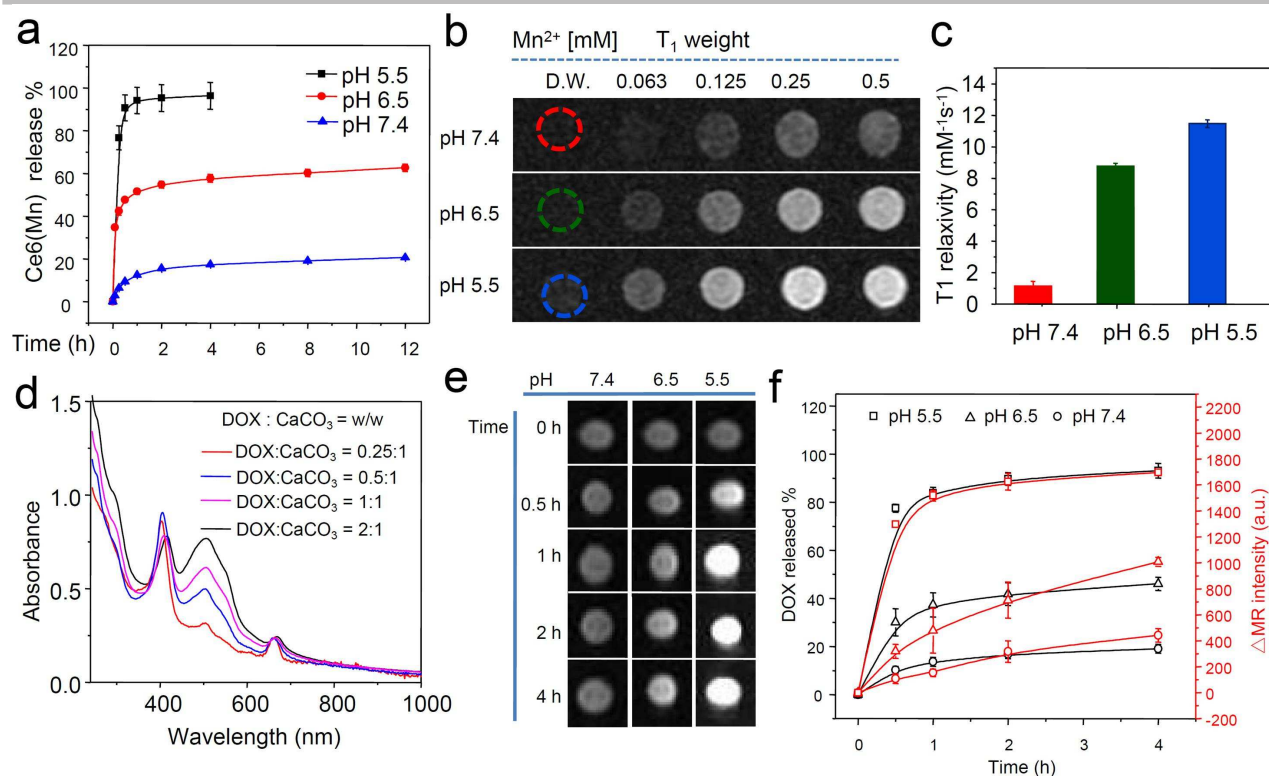 a
120
100
80
60
40
20
0
Ce6(Mn) release %
pH 5.5
pH 6.5
pH 7.4
Time (h)
0 2 4 6 8 10 12
b
Mn²⁺ [mM] T₁ weight
D.W. 0.063 0.125 0.25 0.5
pH 7.4
pH 6.5
pH 5.5
c
14
12
10
8
6
4
2
0
T1 relaxivity (mM⁻¹s⁻¹)
pH 7.4 pH 6.5 pH 5.5
d
1.5
1.0
0.5
0.0
Absorbance
DOX : CaCO₃ = w/w
DOX:CaCO₃ = 0.25:1
DOX:CaCO₃ = 0.5:1
DOX:CaCO₃ = 1:1
DOX:CaCO₃ = 2:1
400 600 800 1000
Wavelength (nm)
e
pH 7.4 6.5 5.5
Time
0 h
0.5 h
1 h
2 h
4 h
f
120
100
80
60
40
20
0
DOX released %
pH 5.5 pH 6.5 pH 7.4
2200
2000
1800
1600
1400
1200
1000
800
600
400
200
0
-200
△MR intensity (a.u.)
0 1 2 3 4
Time (h)